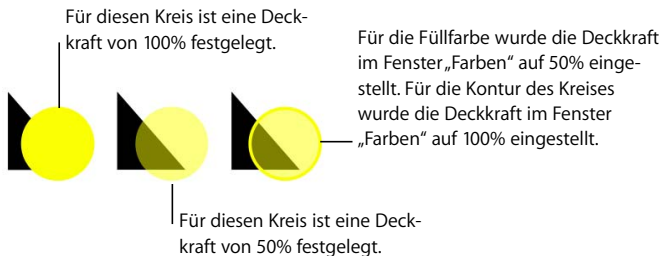 Für diesen Kreis ist eine Deck-
kraft von 100% festgelegt.
Für die Füllfarbe wurde die Deckkraft
im Fenster „Farben“ auf 50% einge-
stellt. Für die Kontur des Kreises
wurde die Deckkraft im Fenster
„Farben“ auf 100% eingestellt.
Für diesen Kreis ist eine Deck-
kraft von 50% festgelegt.